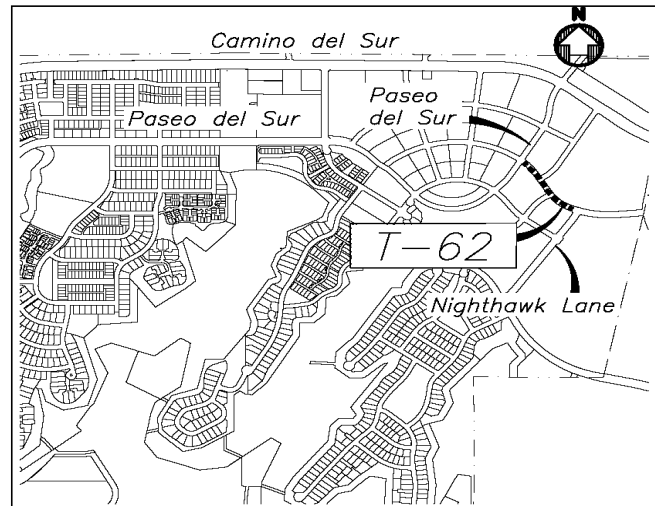 N
Camino del Sur
Paseo del Sur
Paseo
del Sur
T-62
Nighthawk Lane